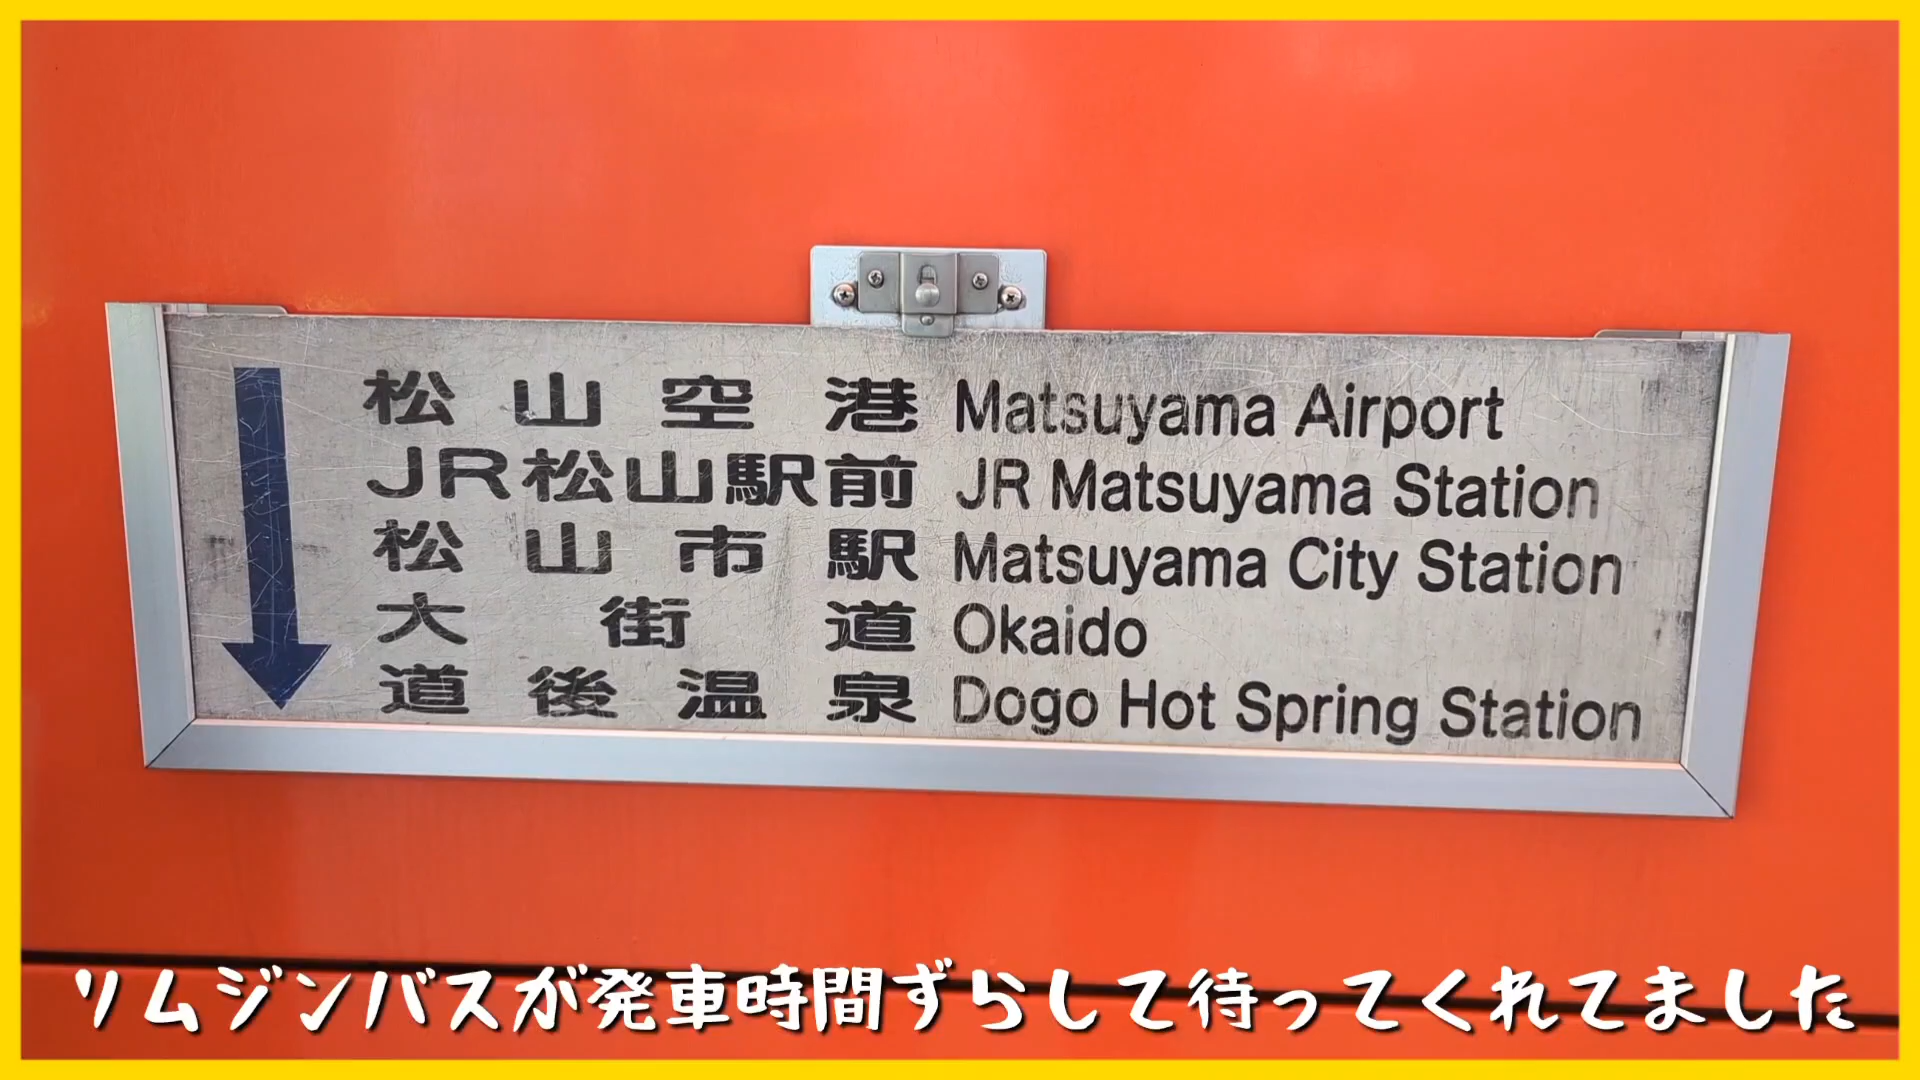 松山空港 Matsuyama Airport
JR松山駅前 JR Matsuyama Station
松山市駅 Matsuyama City Station
大街道 Okaido
道後温泉 Dogo Hot Spring Station
リムジンバスが発車時間ずらして待ってくれてました